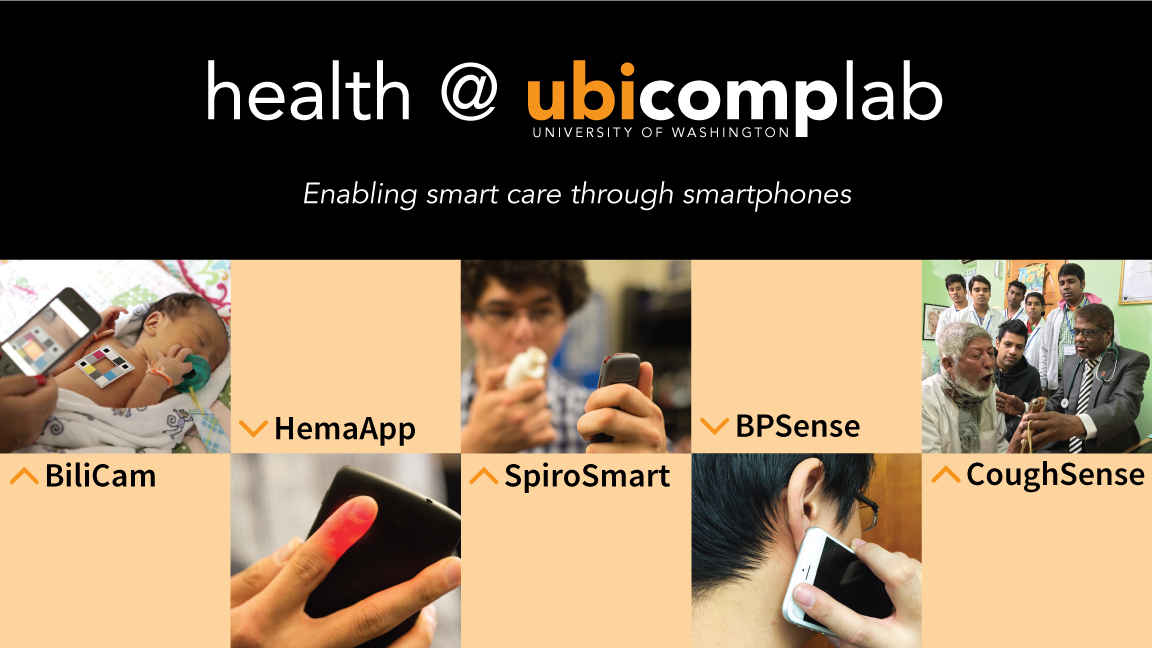 health @ ubicomplab
UNIVERSITY OF WASHINGTON
Enabling smart care through smartphones
HemaApp
BPSense
BiliCam
SpiroSmart
CoughSense